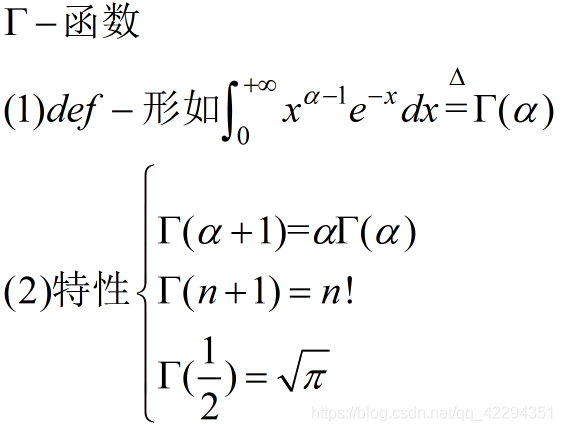 Γ－函数
(1)def－形如∫₀⁺∞ x^{α−1}e^{−x}dx ≜ Γ(α)
(2)特性{
Γ(α+1)=αΓ(α)
Γ(n+1)=n!
Γ(1/2)=√π
https://blog.csdn.net/qq_42294351